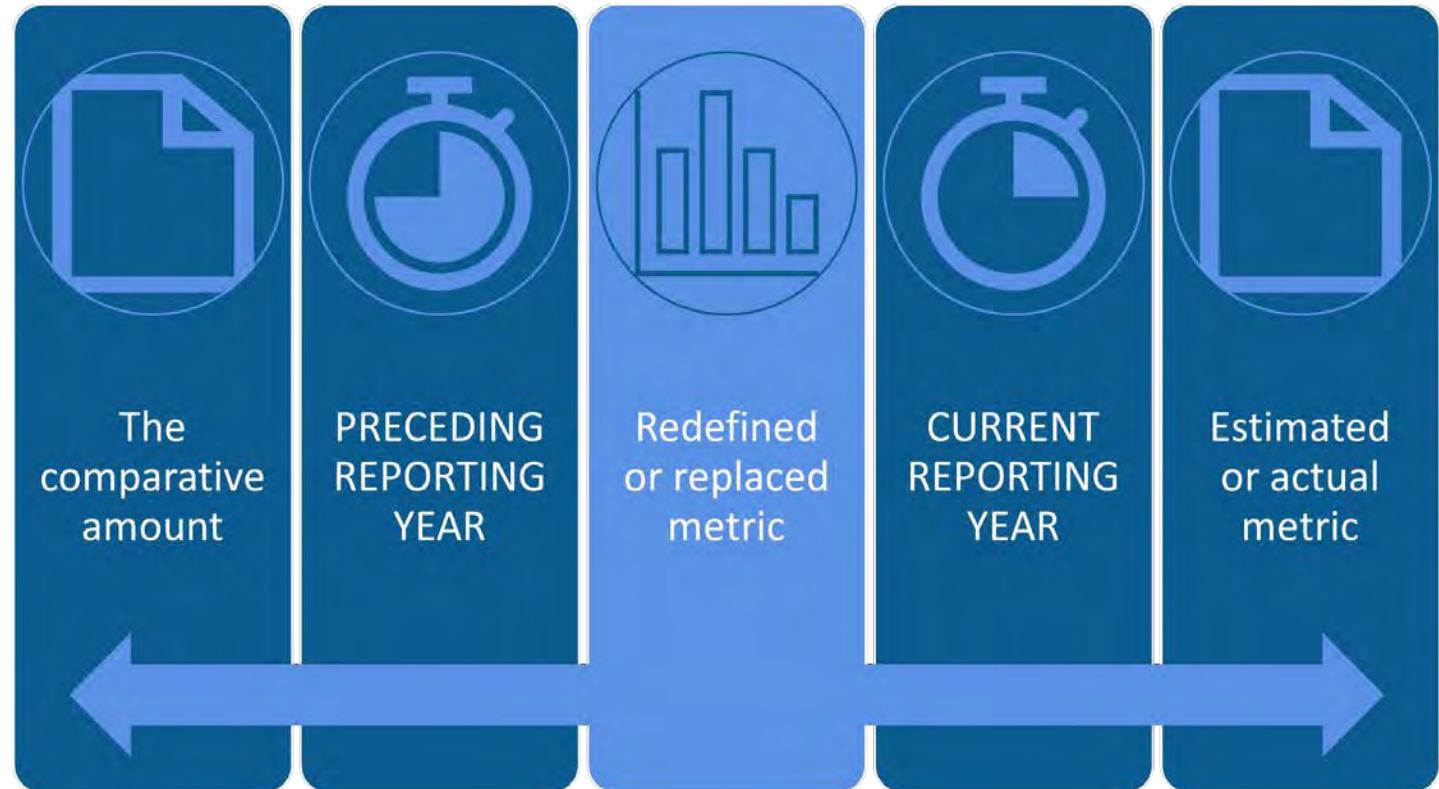 The
comparative
amount
PRECEDING
REPORTING
YEAR
Redefined
or replaced
metric
CURRENT
REPORTING
YEAR
Estimated
or actual
metric